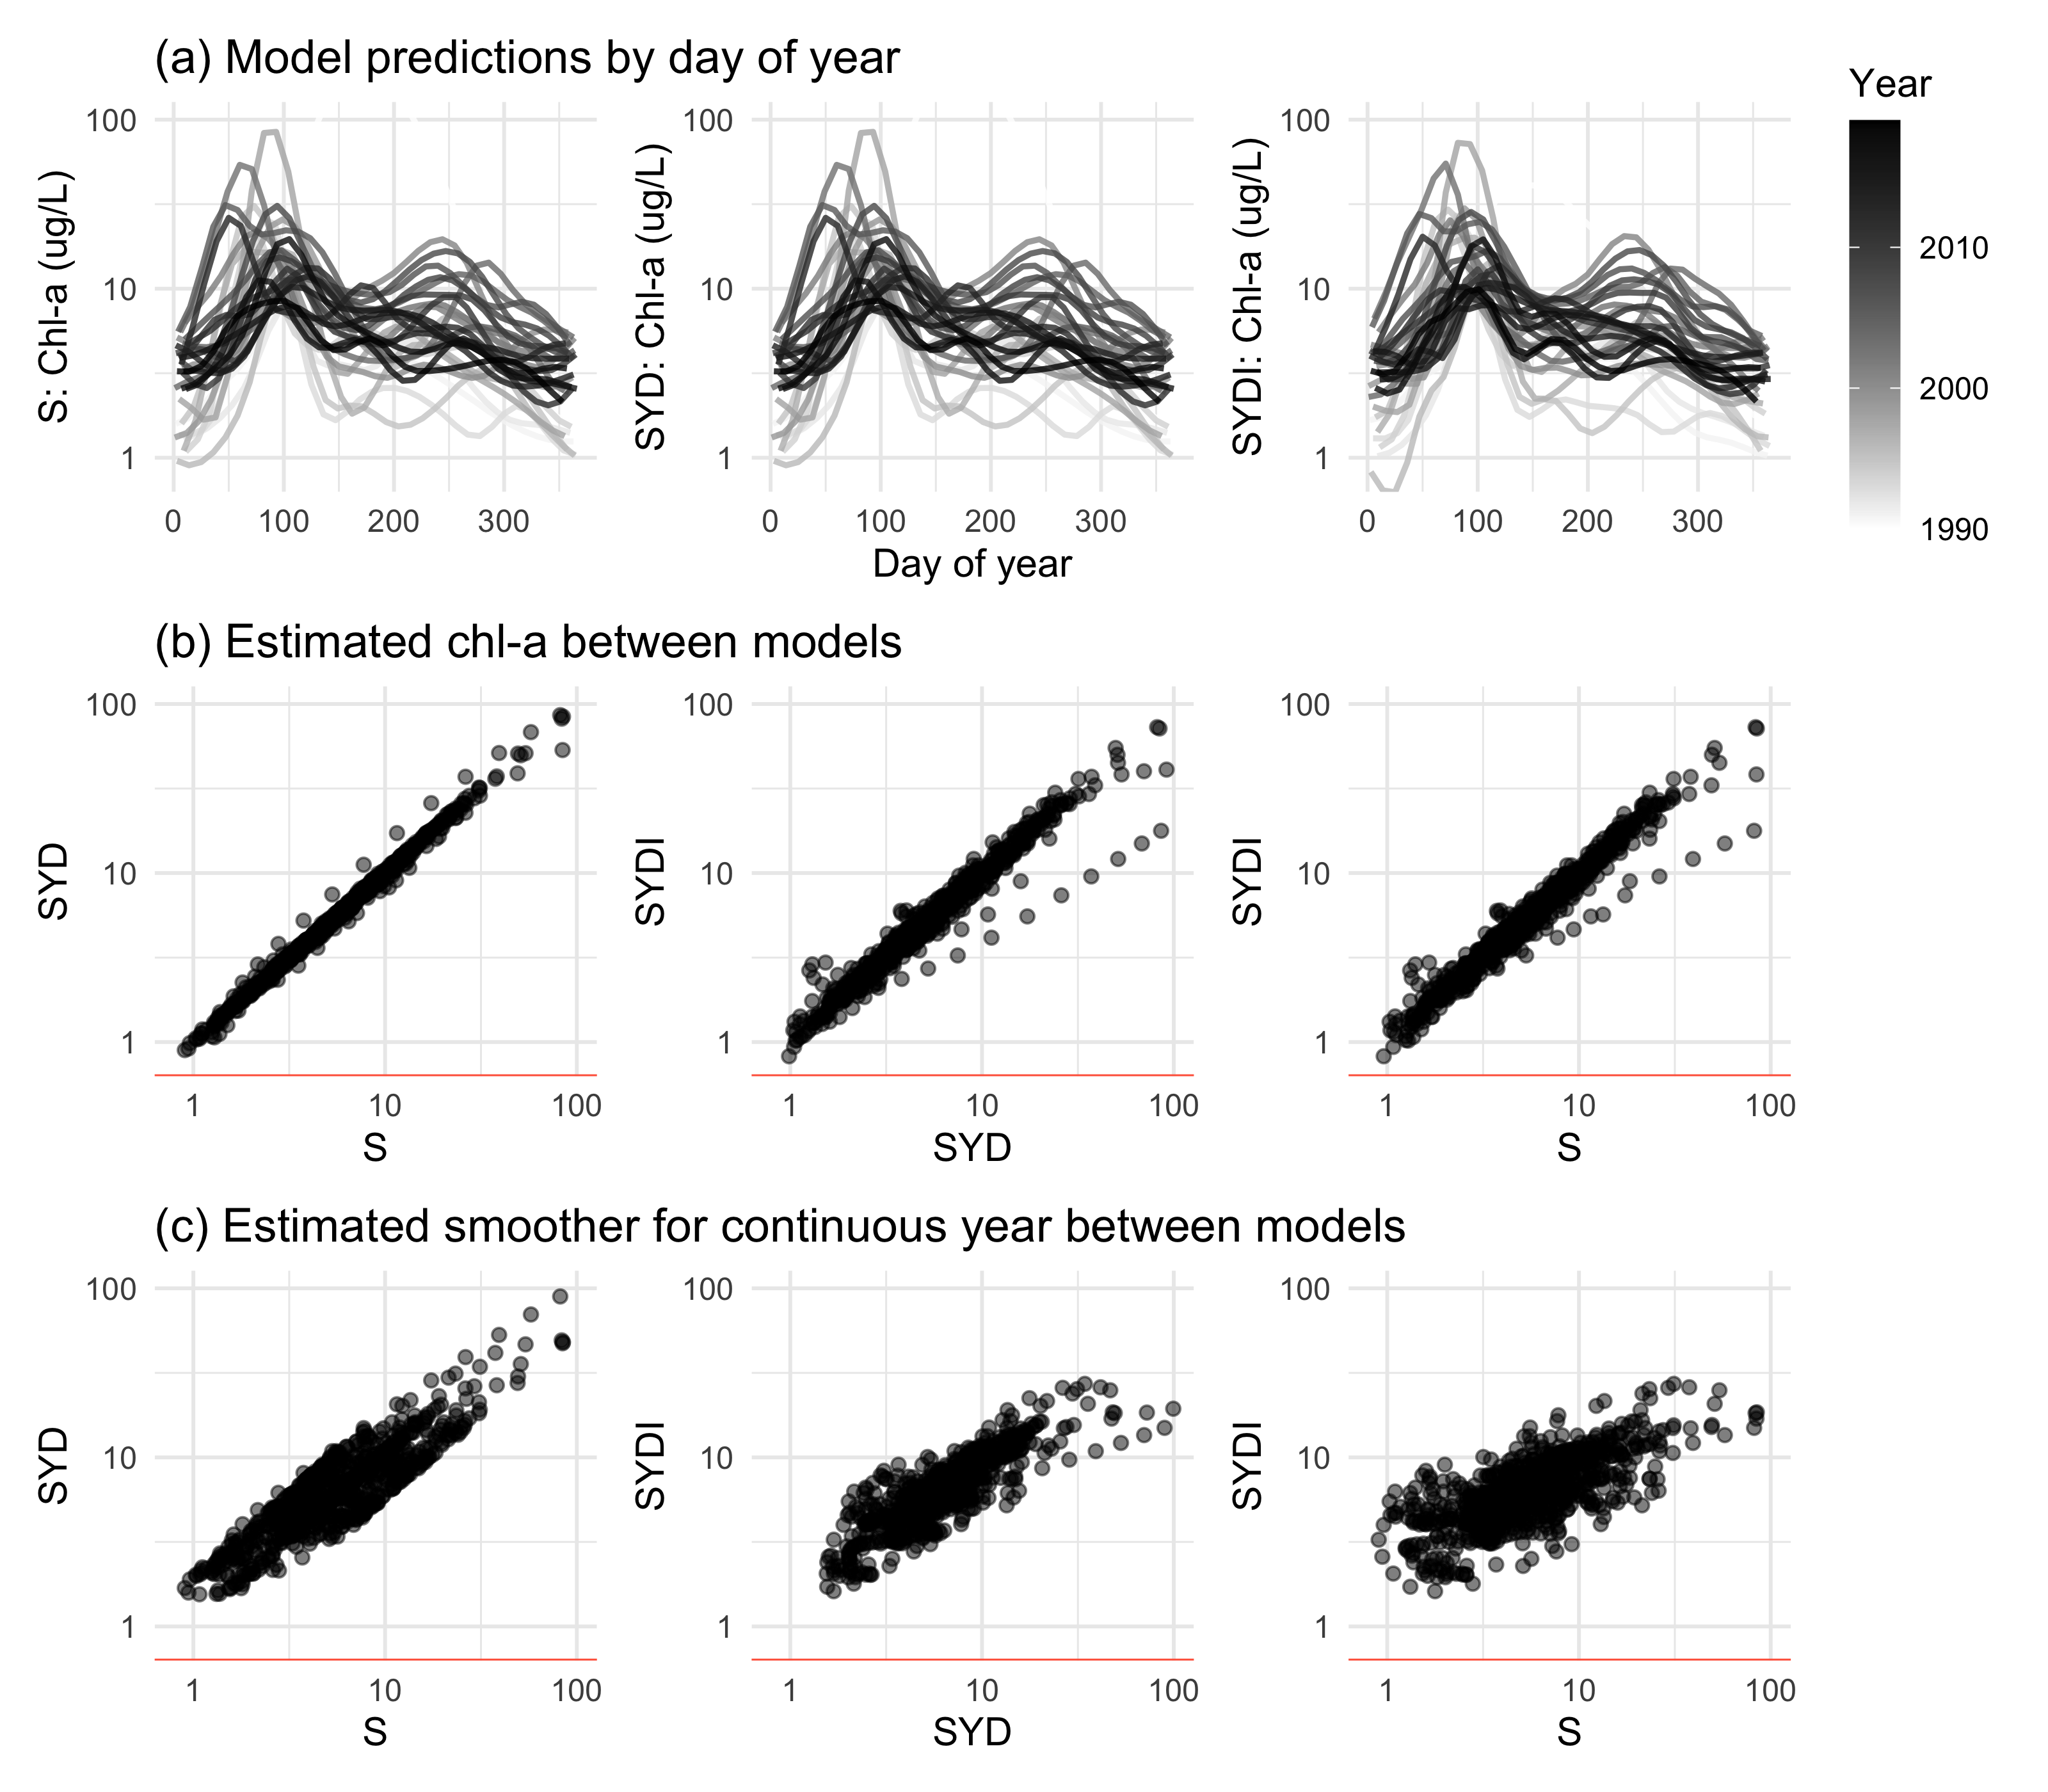 (a) Model predictions by day of year
Year
S: Chl-a (ug/L)
100
10
1
0 100 200 300
SYD: Chl-a (ug/L)
100
10
1
0 100 200 300
SYDI: Chl-a (ug/L)
100
10
1
0 100 200 300
Day of year
2010
2000
1990
(b) Estimated chl-a between models
SYD
100
10
1
1 10 100
S
SYDI
100
10
1
1 10 100
SYD
SYDI
100
10
1
1 10 100
S
(c) Estimated smoother for continuous year between models
SYD
100
10
1
1 10 100
S
SYDI
100
10
1
1 10 100
SYD
SYDI
100
10
1
1 10 100
S